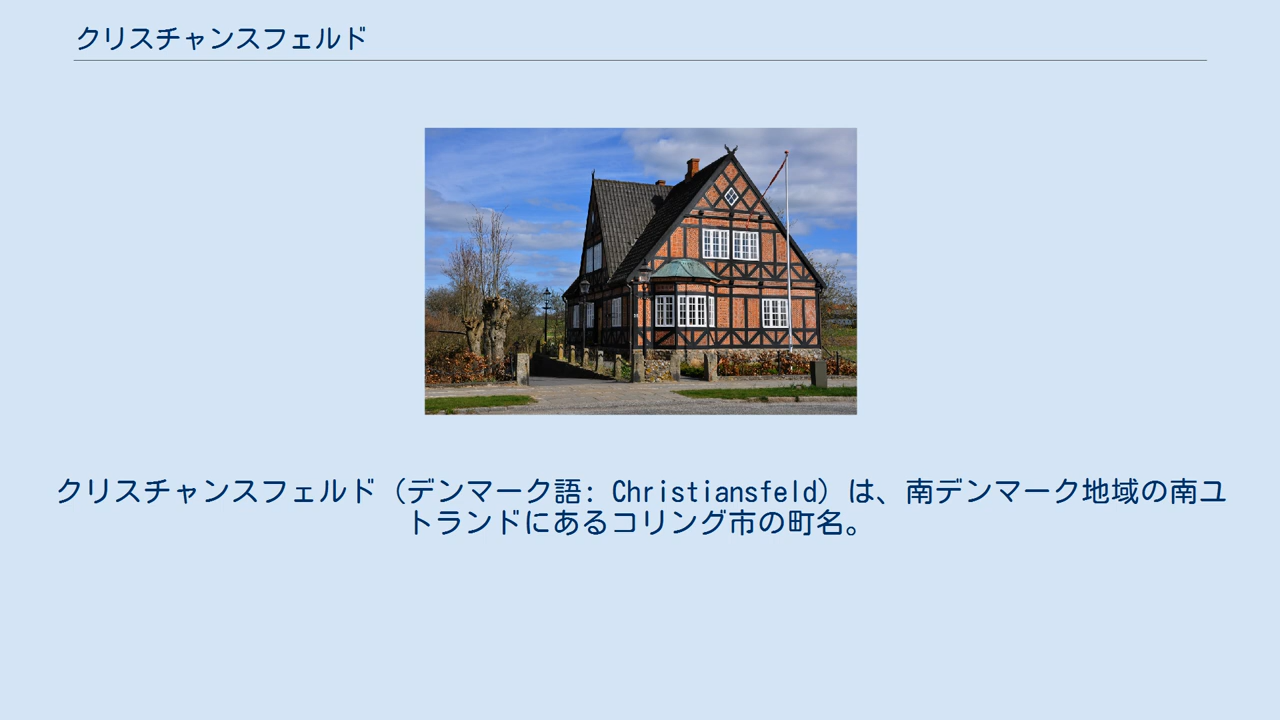 クリスチャンスフェルド
クリスチャンスフェルド（デンマーク語: Christiansfeld）は、南デンマーク地域の南ユ
トランドにあるコリング市の町名。